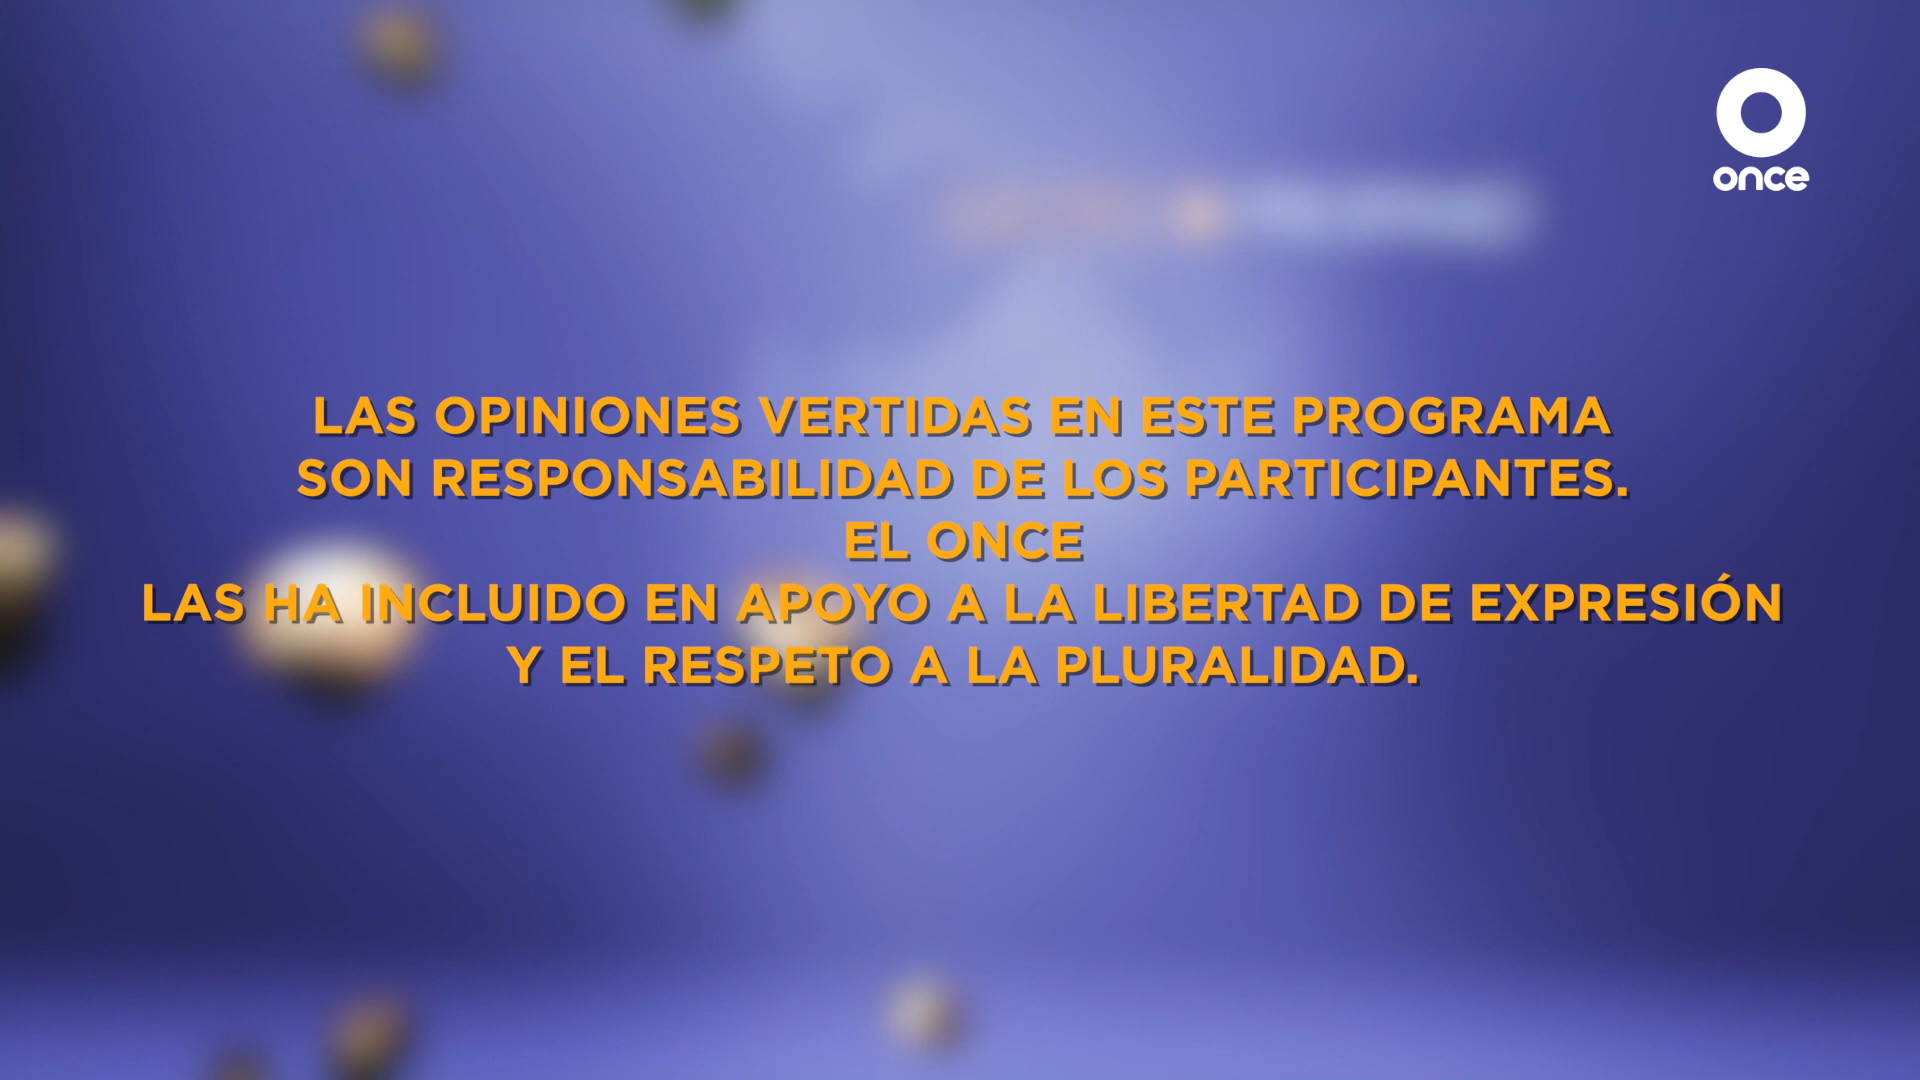 once
LAS OPINIONES VERTIDAS EN ESTE PROGRAMA
SON RESPONSABILIDAD DE LOS PARTICIPANTES.
EL ONCE
LAS HA INCLUIDO EN APOYO A LA LIBERTAD DE EXPRESIÓN
Y EL RESPETO A LA PLURALIDAD.